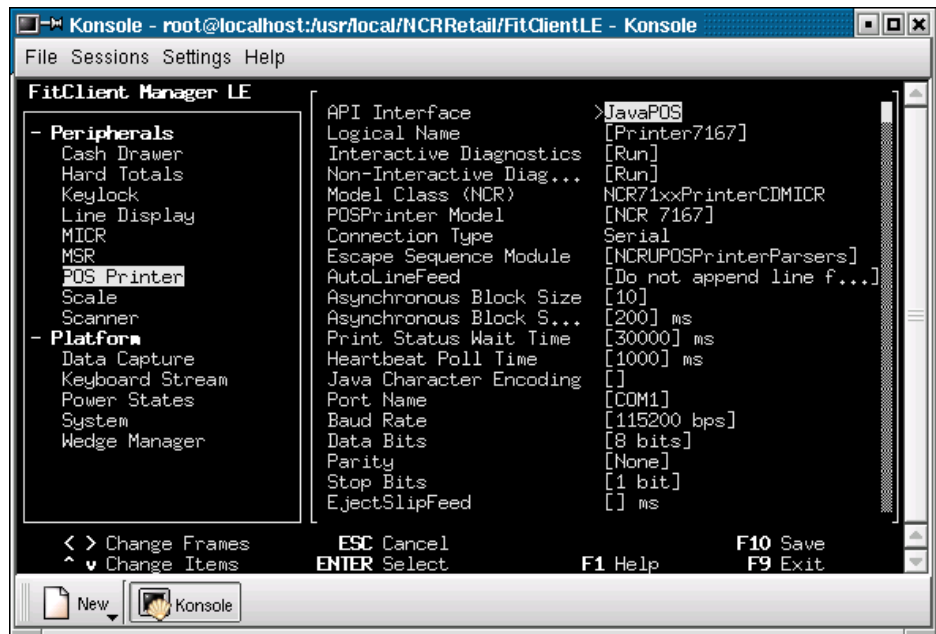 Konsole - root@localhost:/usr/local/NCRRetail/FitClientLE - Konsole
File Sessions Settings Help
FitClient Manager LE
- Peripherals
Cash Drawer
Hard Totals
Keylock
Line Display
MICR
MSR
POS Printer
Scale
Scanner
- Platform
Data Capture
Keyboard Stream
Power States
System
Wedge Manager
API Interface >JavaPOS
Logical Name [Printer7167]
Interactive Diagnostics [Run]
Non-Interactive Diag... [Run]
Model Class (NCR) NCR71xxPrinterCDMICR
POSPrinter Model [NCR 7167]
Connection Type Serial
Escape Sequence Module [NCRUPOSPrinterParsers]
AutoLineFeed [Do not append line f...]
Asynchronous Block Size [10]
Asynchronous Block S... [200] ms
Print Status Wait Time [30000] ms
Heartbeat Poll Time [1000] ms
Java Character Encoding []
Port Name [COM1]
Baud Rate [115200 bps]
Data Bits [8 bits]
Parity [None]
Stop Bits [1 bit]
EjectSlipFeed [] ms
< > Change Frames ESC Cancel F10 Save
^ v Change Items ENTER Select F1 Help F9 Exit
New Konsole